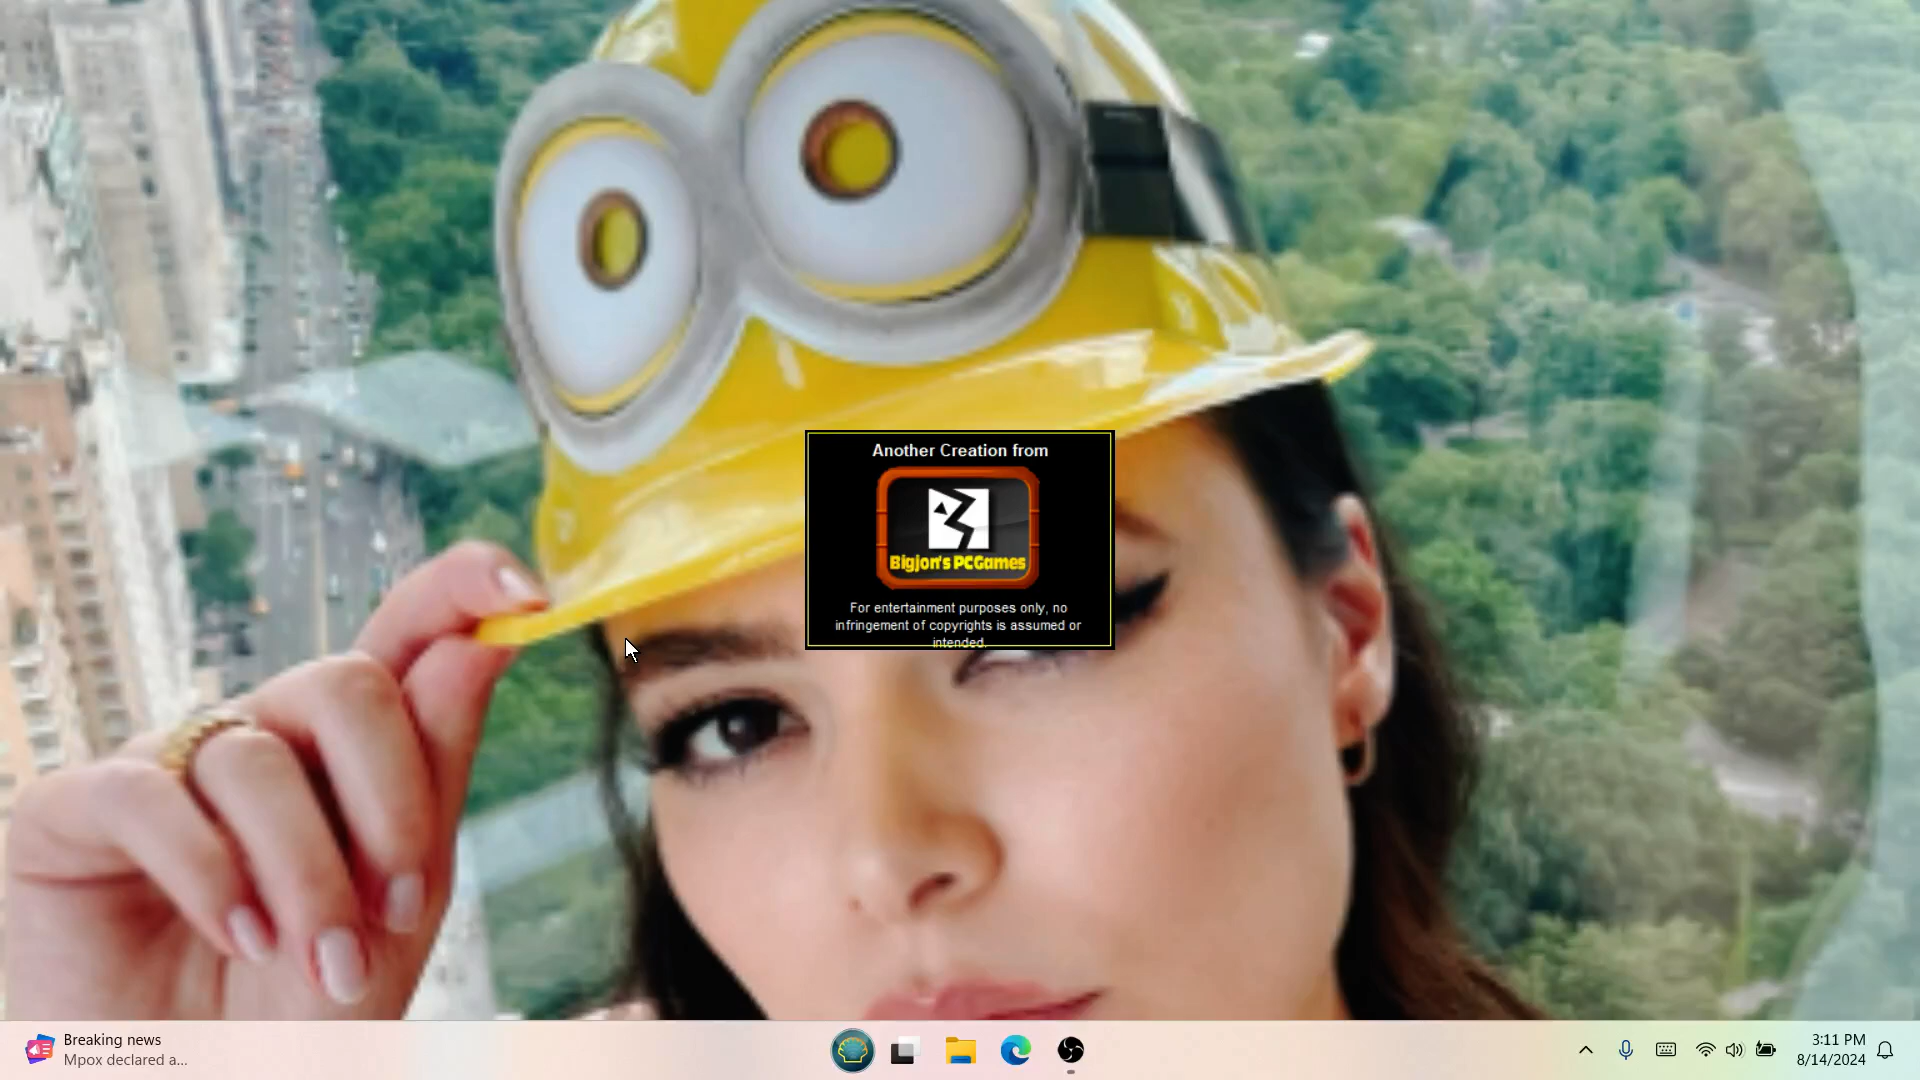 Another Creation from
Bigjon's PCGames
For entertainment purposes only, no
infringement of copyrights is assumed or
intended.
Breaking news
Mpox declared a...
3:11 PM
8/14/2024